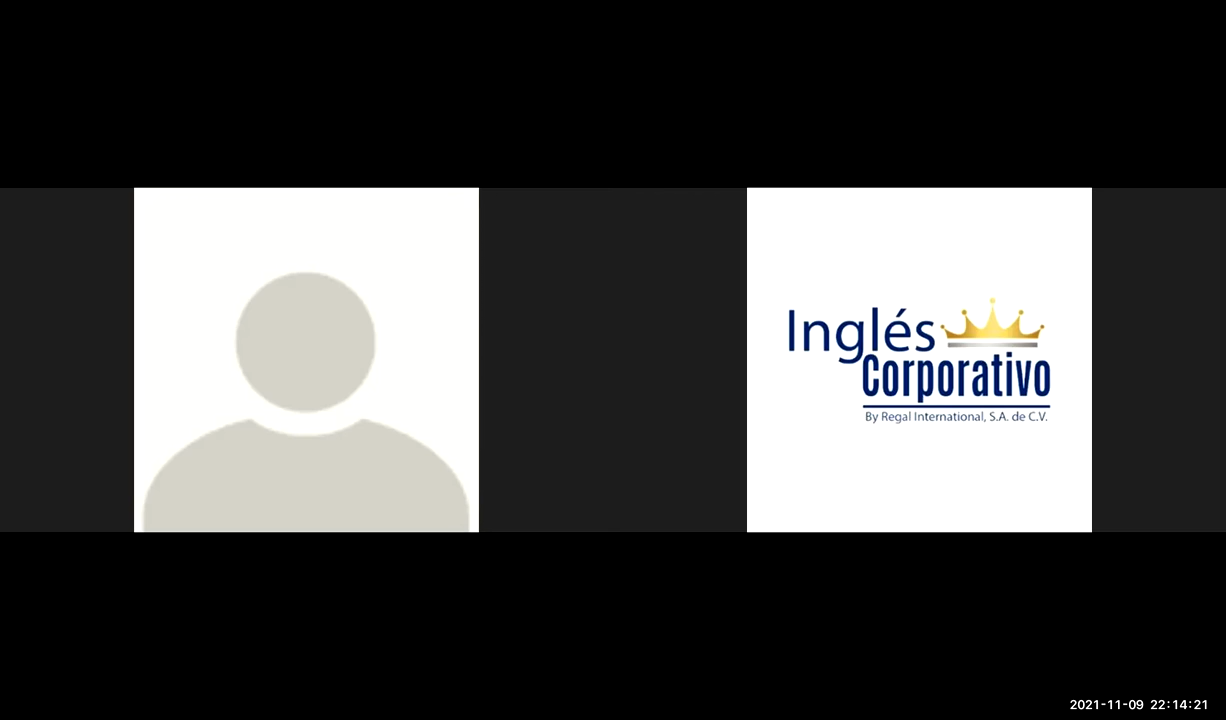 Inglés
Corporativo
By Regal International, S.A. de C.V.
2021-11-09 22:14:21